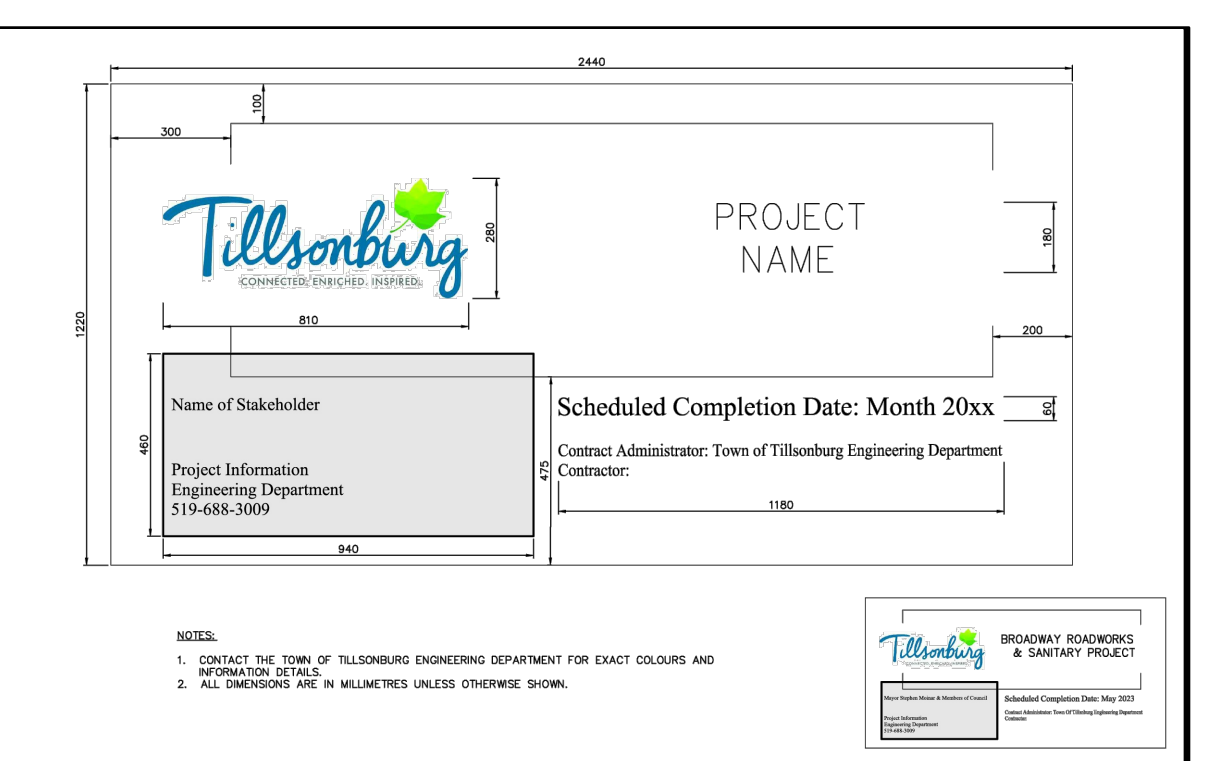 2440
100
300
Tillsonburg
CONNECTED. ENRICHED. INSPIRED.
280
PROJECT
NAME
180
810
1220
200
Name of Stakeholder
Project Information
Engineering Department
519-688-3009
460
940
475
Scheduled Completion Date: Month 20xx
60
Contract Administrator: Town of Tillsonburg Engineering Department
Contractor:
1180
NOTES:
1. CONTACT THE TOWN OF TILLSONBURG ENGINEERING DEPARTMENT FOR EXACT COLOURS AND
INFORMATION DETAILS.
2. ALL DIMENSIONS ARE IN MILLIMETRES UNLESS OTHERWISE SHOWN.
Tillsonburg
CONNECTED. ENRICHED. INSPIRED.
BROADWAY ROADWORKS
& SANITARY PROJECT
Mayor Stephen Molnar & Members of Council
Project Information
Engineering Department
519-688-3009
Scheduled Completion Date: May 2023
Contract Administrator: Town Of Tillsonburg Engineering Department
Contractor: